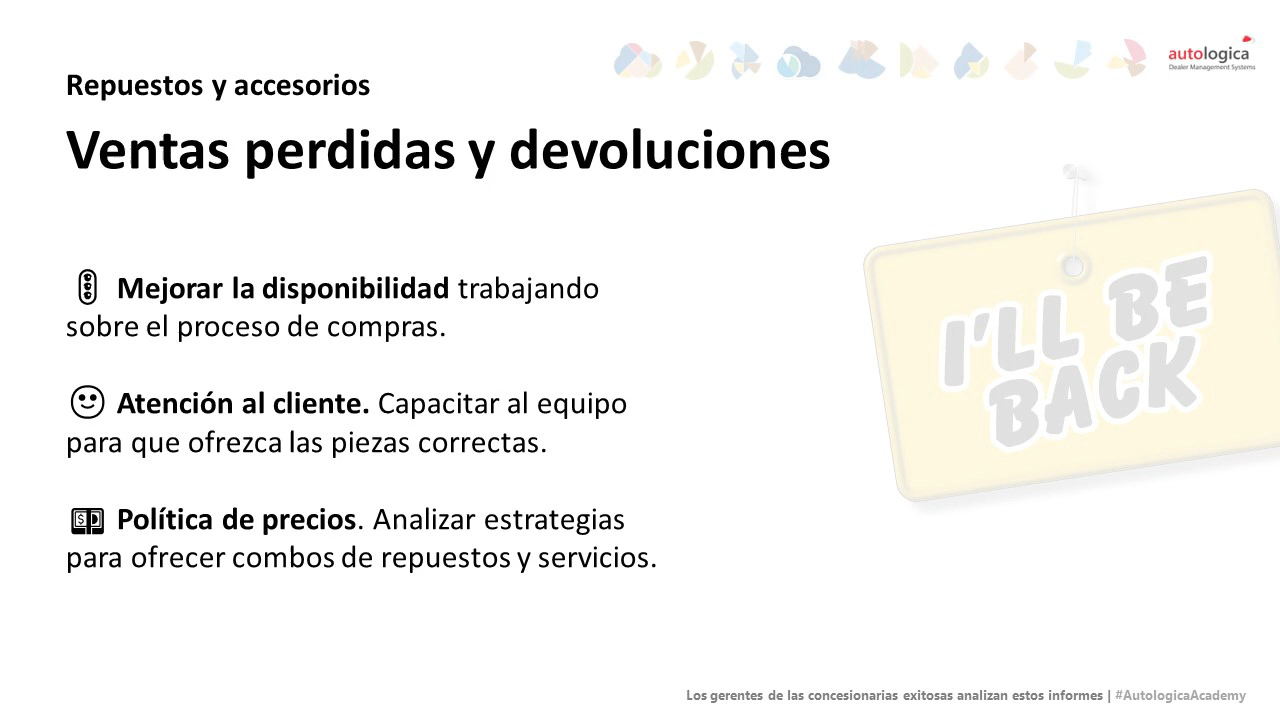 autologica
Dealer Management Systems
Repuestos y accesorios
Ventas perdidas y devoluciones
Mejorar la disponibilidad trabajando
sobre el proceso de compras.
Atención al cliente. Capacitar al equipo
para que ofrezca las piezas correctas.
Política de precios. Analizar estrategias
para ofrecer combos de repuestos y servicios.
I'LL BE
BACK
Los gerentes de las concesionarias exitosas analizan estos informes | #AutologicaAcademy